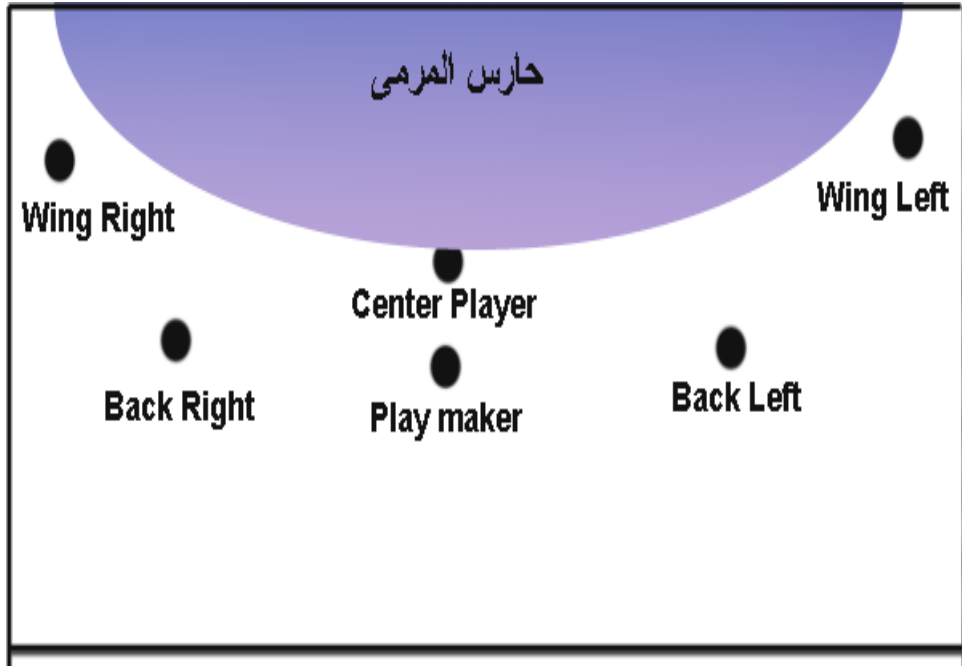 حارس المرمى
Wing Right
Wing Left
Center Player
Back Right
Play maker
Back Left